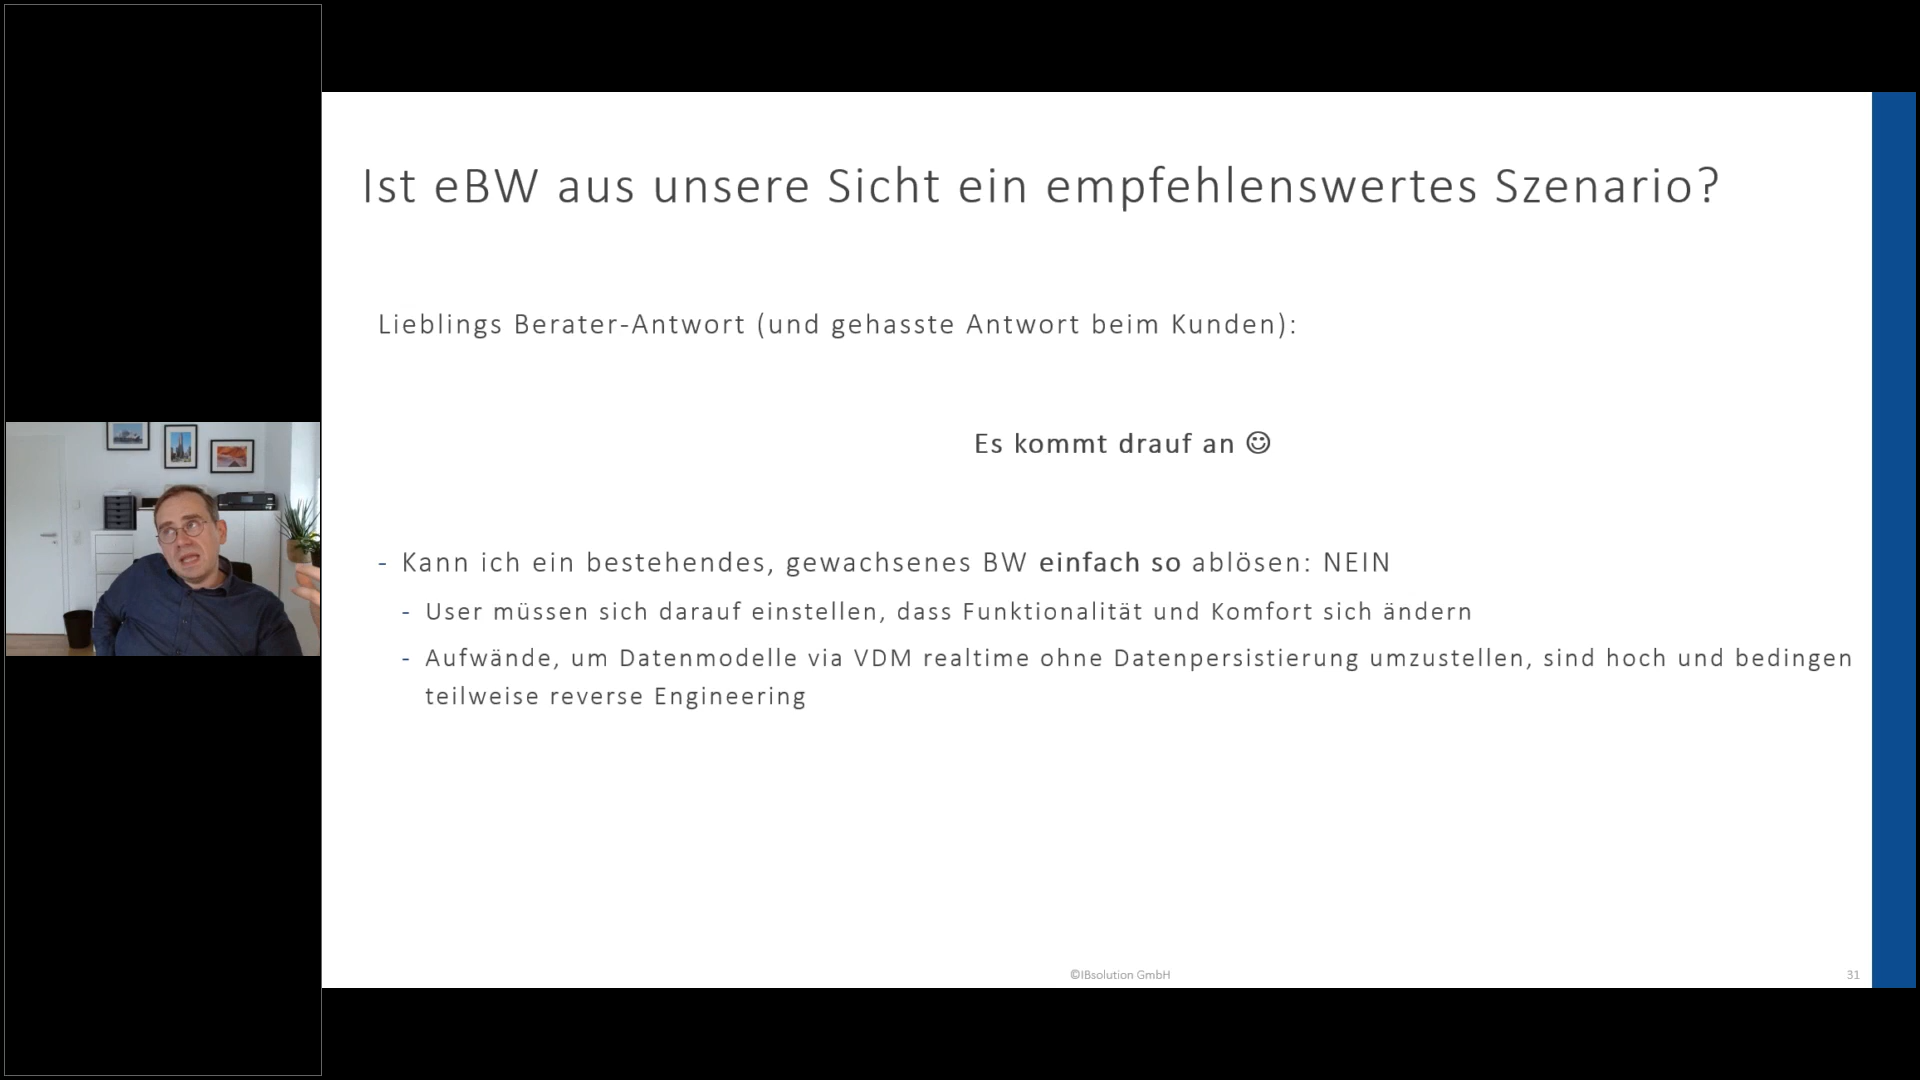 Ist eBW aus unsere Sicht ein empfehlenswertes Szenario?
Lieblings Berater-Antwort (und gehasste Antwort beim Kunden):
Es kommt drauf an ☺
- Kann ich ein bestehendes, gewachsenes BW einfach so ablösen: NEIN
- User müssen sich darauf einstellen, dass Funktionalität und Komfort sich ändern
- Aufwände, um Datenmodelle via VDM realtime ohne Datenpersistierung umzustellen, sind hoch und bedingen
teilweise reverse Engineering
©IBsolution GmbH
31